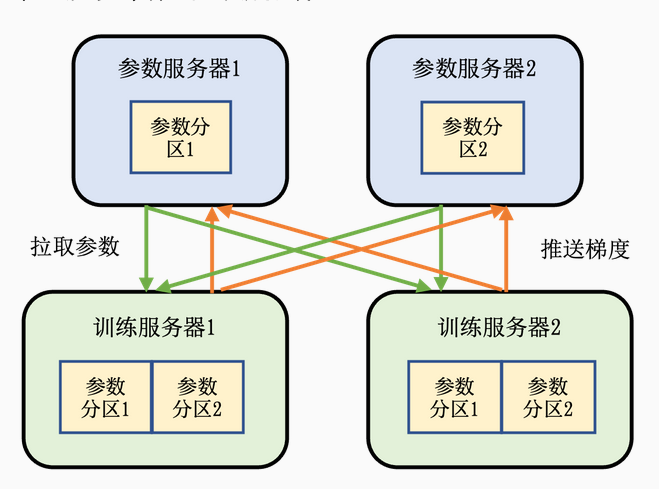 参数服务器1
参数服务器2
参数分
区1
参数分
区2
拉取参数
推送梯度
训练服务器1
训练服务器2
参数
分区1
参数
分区2
参数
分区1
参数
分区2